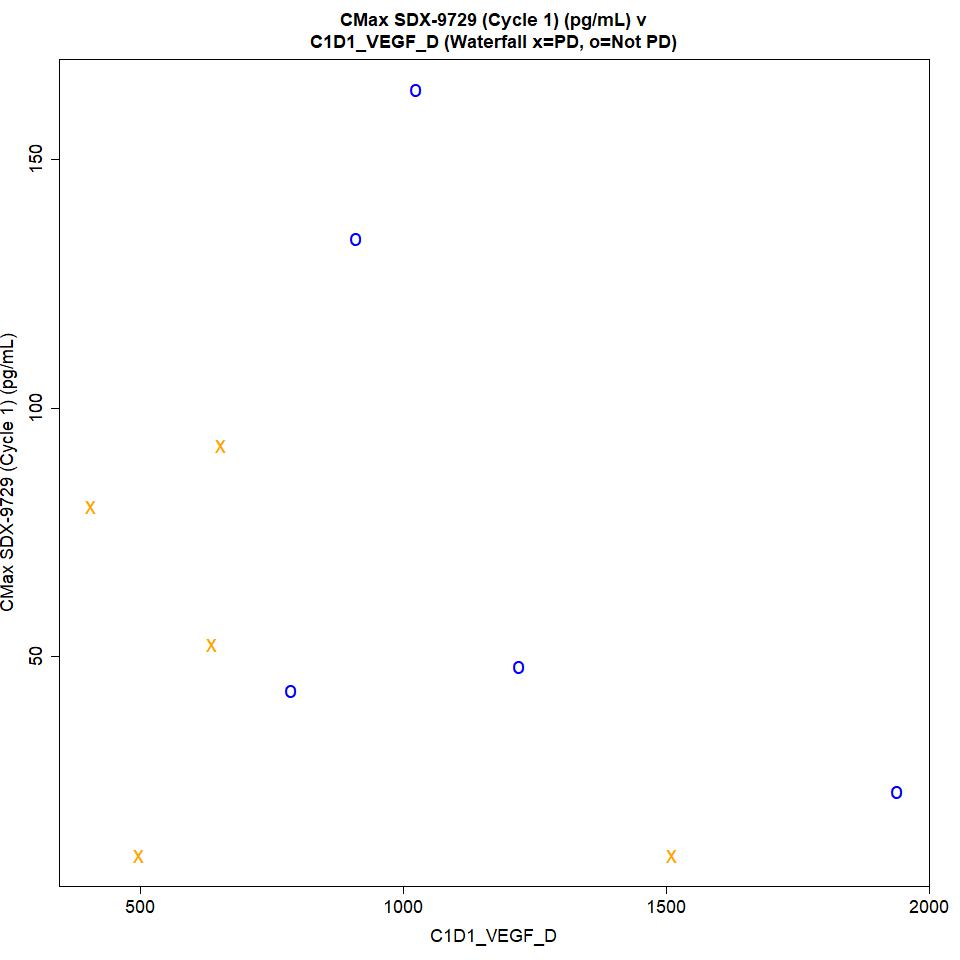 CMax SDX-9729 (Cycle 1) (pg/mL) v
C1D1_VEGF_D (Waterfall x=PD, o=Not PD)
CMax SDX-9729 (Cycle 1) (pg/mL)
150
100
50
500
1000
1500
2000
C1D1_VEGF_D